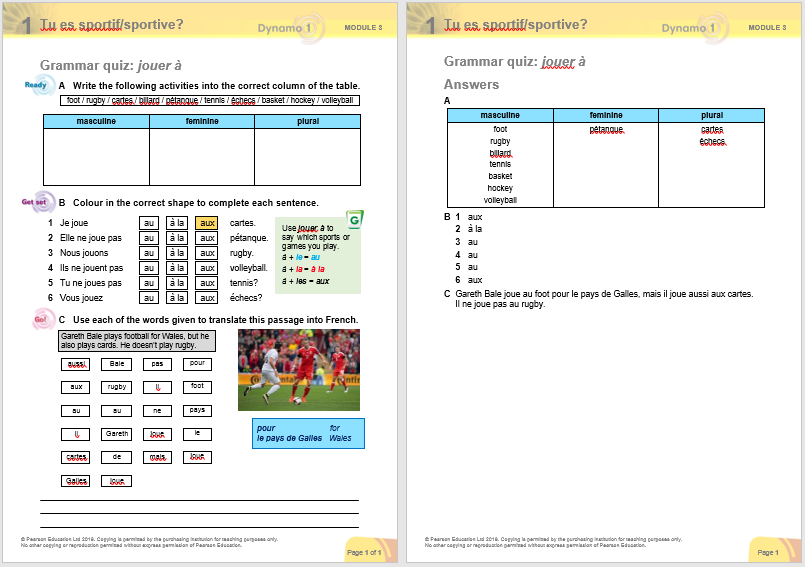 1 Tu es sportif/sportive?
Dynamo 1
MODULE 3
Grammar quiz: jouer à
Ready
A Write the following activities into the correct column of the table.
foot / rugby / cartes / billard / pétanque / tennis / échecs / basket / hockey / volleyball
masculine feminine plural
Get set
B Colour in the correct shape to complete each sentence.
1 Je joue au à la aux cartes.
2 Elle ne joue pas au à la aux pétanque.
3 Nous jouons au à la aux rugby.
4 Ils ne jouent pas au à la aux volleyball.
5 Tu ne joues pas au à la aux tennis?
6 Vous jouez au à la aux échecs?
G
Use jouer à to
say which sports or
games you play.
à + le = au
à + la = à la
à + les = aux
Go!
C Use each of the words given to translate this passage into French.
Gareth Bale plays football for Wales, but he
also plays cards. He doesn't play rugby.
aussi Bale pas pour
aux rugby il foot
au au ne pays
Il Gareth joue le
cartes de mais joue
Galles joue
pour for
le pays de Galles Wales
© Pearson Education Ltd 2018. Copying is permitted by the purchasing institution for teaching purposes only.
No other copying or reproduction permitted without express permission of Pearson Education.
Page 1 of 1
1 Tu es sportif/sportive?
Dynamo 1
MODULE 3
Grammar quiz: jouer à
Answers
A
masculine feminine plural
foot pétanque cartes
rugby échecs
billard
tennis
basket
hockey
volleyball
B 1 aux
2 à la
3 au
4 au
5 au
6 aux
C Gareth Bale joue au foot pour le pays de Galles, mais il joue aussi aux cartes.
Il ne joue pas au rugby.
© Pearson Education Ltd 2018. Copying is permitted by the purchasing institution for teaching purposes only.
No other copying or reproduction permitted without express permission of Pearson Education.
Page 1